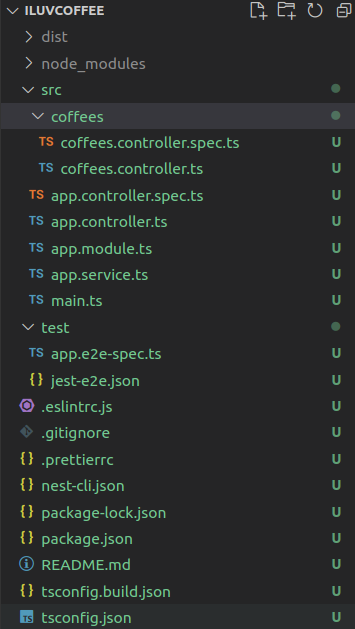 ILUVCOFFEE
dist
node_modules
src
coffees
TS coffees.controller.spec.ts U
TS coffees.controller.ts U
TS app.controller.spec.ts U
TS app.controller.ts U
TS app.module.ts U
TS app.service.ts U
TS main.ts U
test
TS app.e2e-spec.ts U
{ } jest-e2e.json U
.eslintrc.js U
.gitignore U
{ } .prettierrc U
{ } nest-cli.json U
{ } package-lock.json U
{ } package.json U
README.md U
{ } tsconfig.build.json U
TS tsconfig.json U